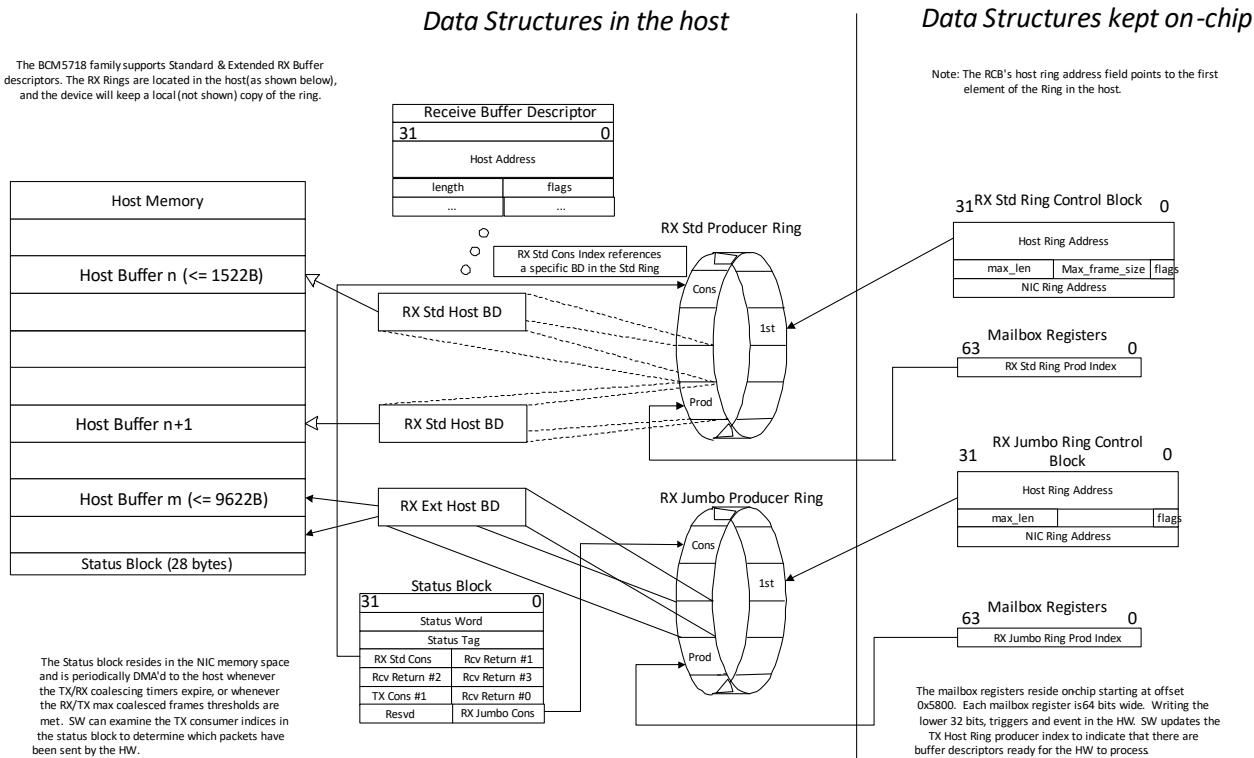 Data Structures in the host
Data Structures kept on-chip
The BCM5718 family supports Standard & Extended RX Buffer
descriptors. The RX Rings are located in the host(as shown below),
and the device will keep a local (not shown) copy of the ring.
Note: The RCB's host ring address field points to the first
element of the Ring in the host.
Receive Buffer Descriptor
31 0
Host Address
length flags
... ...
Host Memory
Host Buffer n (<= 1522B)
Host Buffer n+1
Host Buffer m (<= 9622B)
Status Block (28 bytes)
RX Std Cons Index references
a specific BD in the Std Ring
RX Std Host BD
RX Std Host BD
RX Ext Host BD
RX Std Producer Ring
Cons
1st
Prod
RX Std Ring Control Block
31 0
Host Ring Address
max_len Max_frame_size flags
NIC Ring Address
Mailbox Registers
63 0
RX Std Ring Prod Index
RX Jumbo Producer Ring
Cons
1st
Prod
RX Jumbo Ring Control
Block
31 0
Host Ring Address
max_len flags
NIC Ring Address
Mailbox Registers
63 0
RX Jumbo Ring Prod Index
Status Block
31 0
Status Word
Status Tag
RX Std Cons Rcv Return #1
Rcv Return #2 Rcv Return #3
TX Cons #1 Rcv Return #0
Resvd RX Jumbo Cons
The Status block resides in the NIC memory space
and is periodically DMA'd to the host whenever
the TX/RX coalescing timers expire, or whenever
the RX/TX max coalesced frames thresholds are
met. SW can examine the TX consumer indices in
the status block to determine which packets have
been sent by the HW.
The mailbox registers reside on-chip starting at offset
0x5800. Each mailbox register is 64 bits wide. Writing the
lower 32 bits, triggers and event in the HW. SW updates the
TX Host Ring producer index to indicate that there are
buffer descriptors ready for the HW to process.